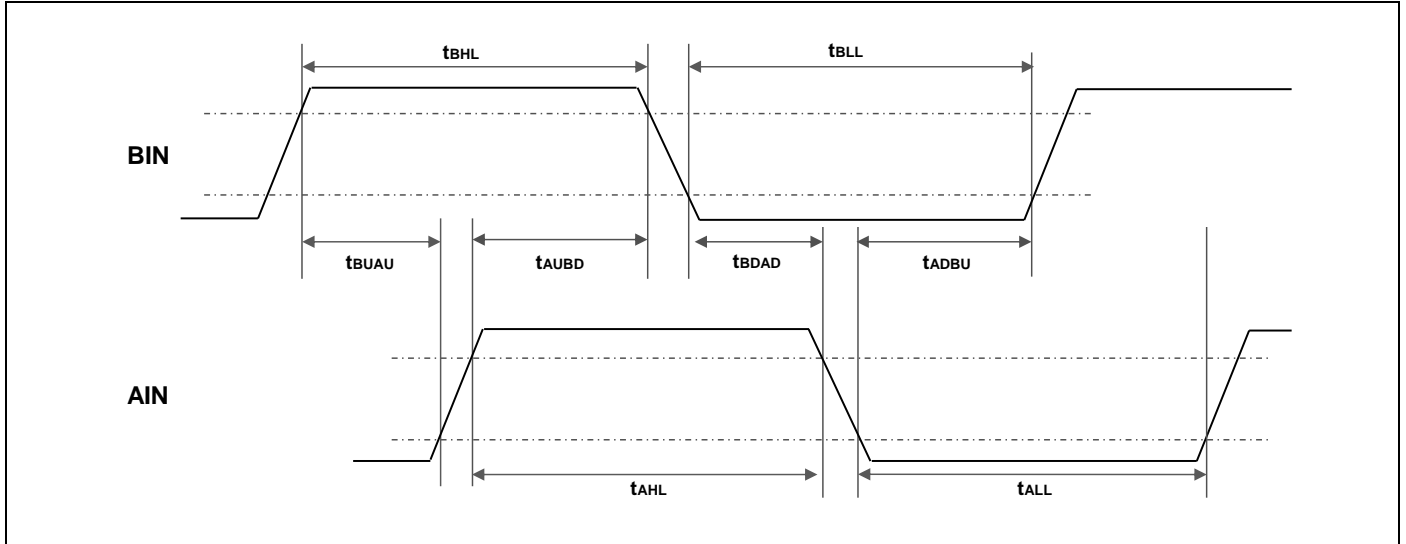 tBHL
tBLL
BIN
tBUAU
tAUBD
tBDAD
tADBU
AIN
tAHL
tALL